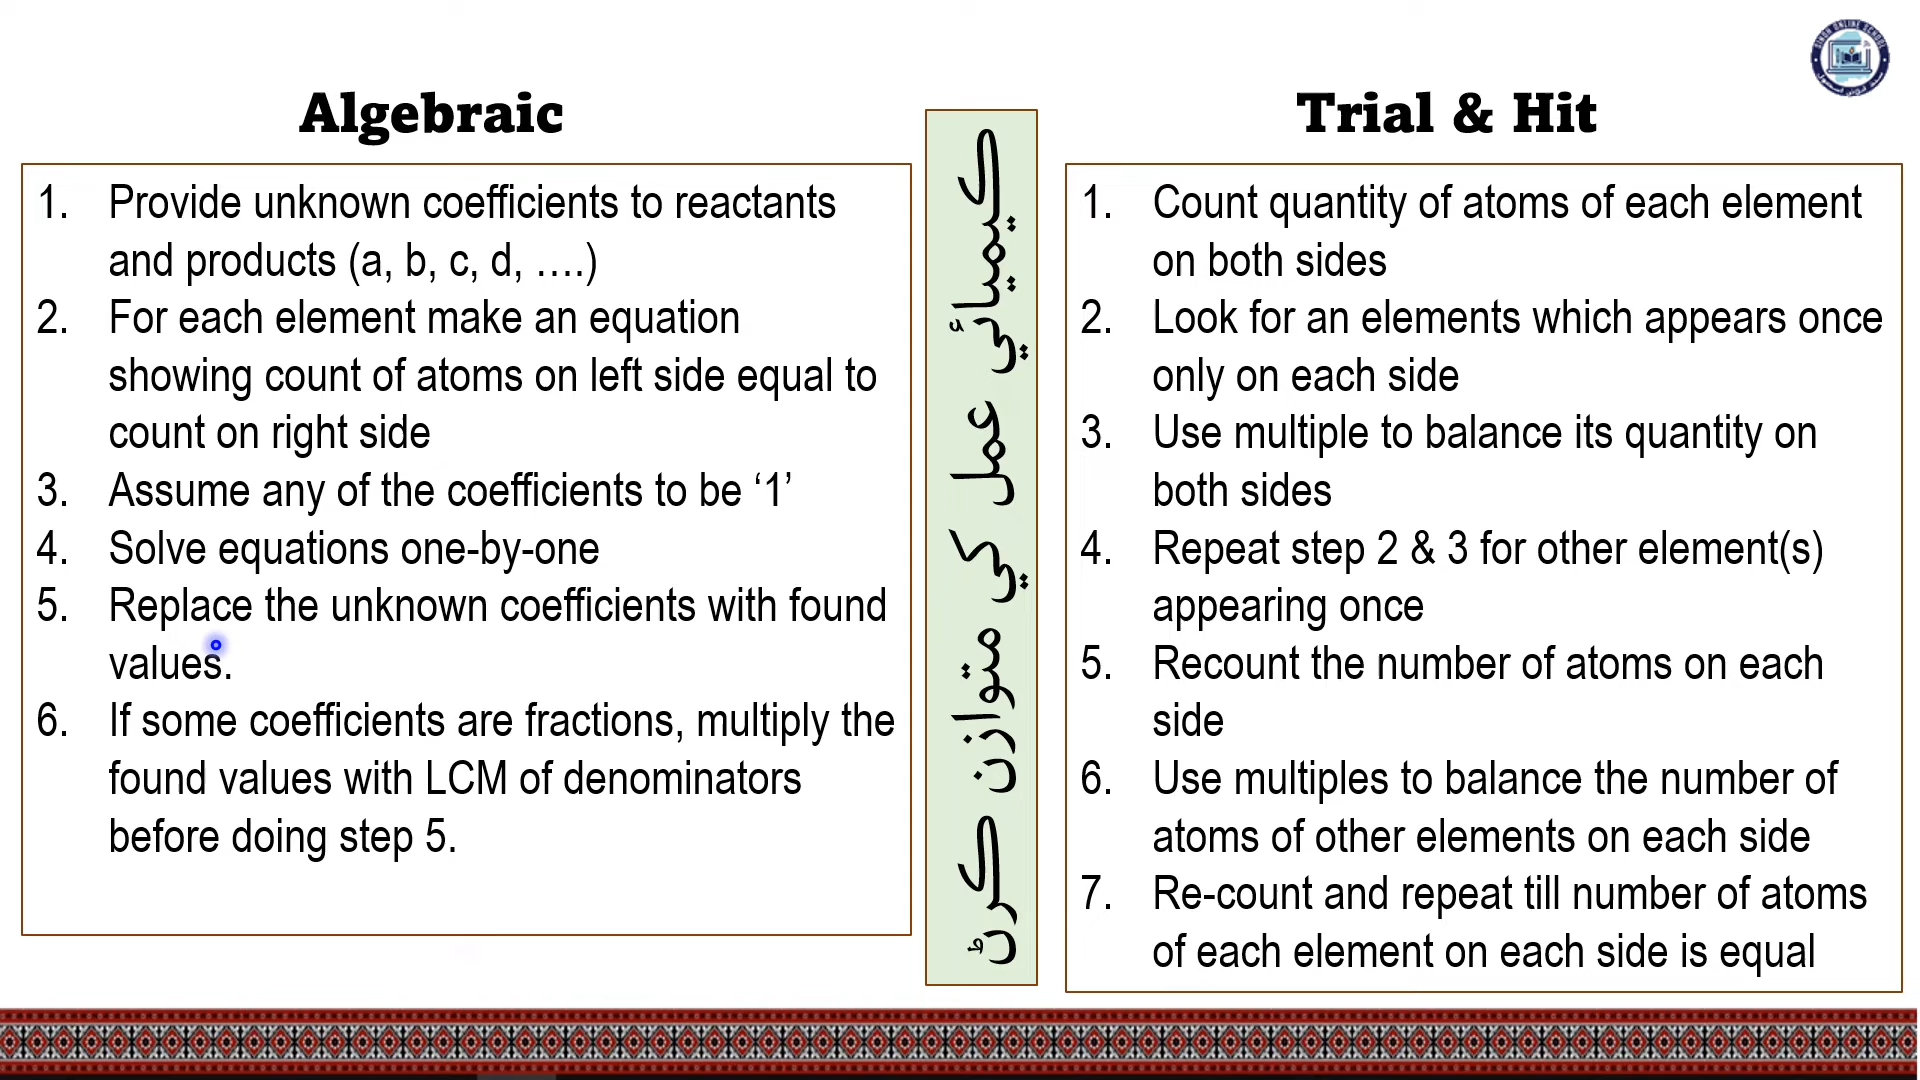 Algebraic
1. Provide unknown coefficients to reactants
and products (a, b, c, d, ….)
2. For each element make an equation
showing count of atoms on left side equal to
count on right side
3. Assume any of the coefficients to be ‘1’
4. Solve equations one-by-one
5. Replace the unknown coefficients with found
values.
6. If some coefficients are fractions, multiply the
found values with LCM of denominators
before doing step 5.
ڪيميائي عمل کي متوازن ڪرڻ
Trial & Hit
1. Count quantity of atoms of each element
on both sides
2. Look for an elements which appears once
only on each side
3. Use multiple to balance its quantity on
both sides
4. Repeat step 2 & 3 for other element(s)
appearing once
5. Recount the number of atoms on each
side
6. Use multiples to balance the number of
atoms of other elements on each side
7. Re-count and repeat till number of atoms
of each element on each side is equal